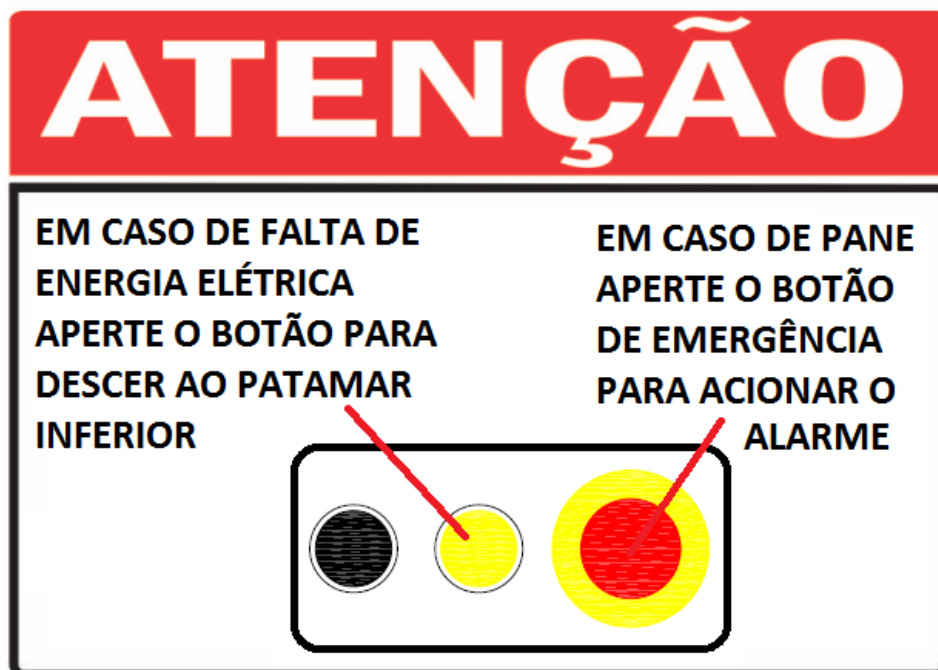 ATENÇÃO
EM CASO DE FALTA DE
ENERGIA ELÉTRICA
APERTE O BOTÃO PARA
DESCER AO PATAMAR
INFERIOR
EM CASO DE PANE
APERTE O BOTÃO
DE EMERGÊNCIA
PARA ACIONAR O
ALARME